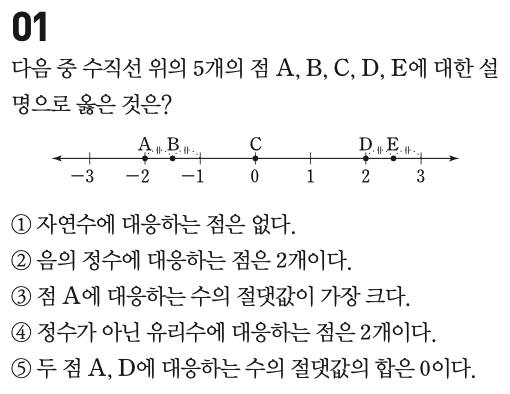 01
다음 중 수직선 위의 5개의 점 A, B, C, D, E에 대한 설
명으로 옳은 것은?
A B C D E
-3 -2 -1 0 1 2 3
① 자연수에 대응하는 점은 없다.
② 음의 정수에 대응하는 점은 2개이다.
③ 점 A에 대응하는 수의 절댓값이 가장 크다.
④ 정수가 아닌 유리수에 대응하는 점은 2개이다.
⑤ 두 점 A, D에 대응하는 수의 절댓값의 합은 0이다.